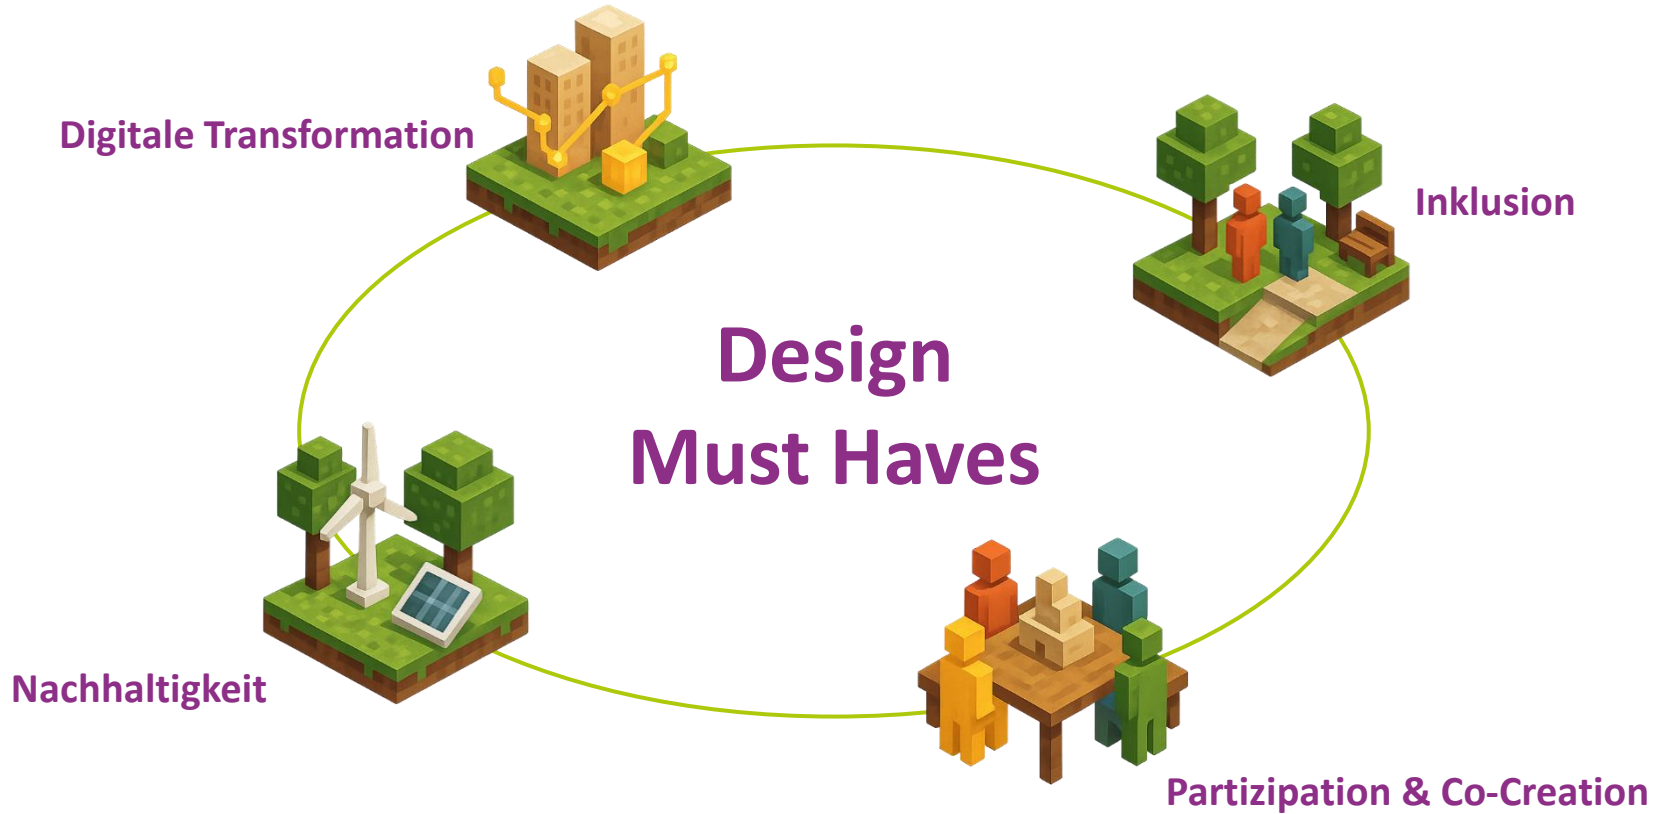 Digitale Transformation
Inklusion
Design
Must Haves
Nachhaltigkeit
Partizipation & Co-Creation